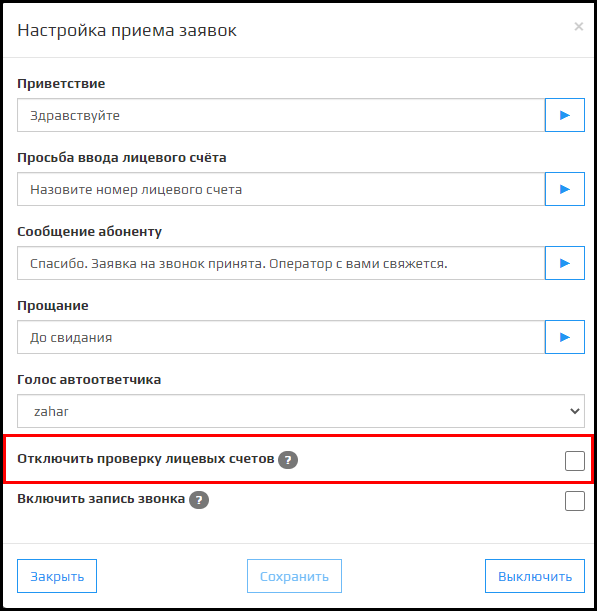 Настройка приема заявок ×
Приветствие
Здравствуйте
Просьба ввода лицевого счёта
Назовите номер лицевого счета
Сообщение абоненту
Спасибо. Заявка на звонок принята. Оператор с вами свяжется.
Прощание
До свидания
Голос автоответчика
zahar
Отключить проверку лицевых счетов ?
Включить запись звонка ?
Закрыть Сохранить Выключить